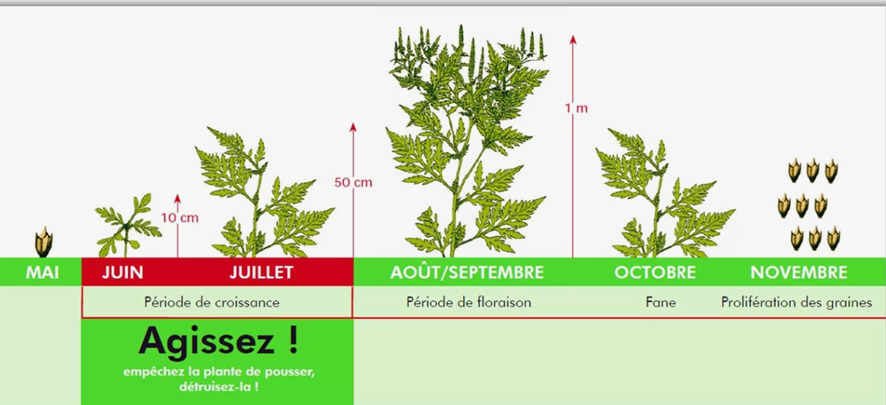 1 m
50 cm
10 cm
MAI JUIN JUILLET AOÛT/SEPTEMBRE OCTOBRE NOVEMBRE
Période de croissance Période de floraison Fane Prolifération des graines
Agissez !
empêchez la plante de pousser,
détruisez-la !